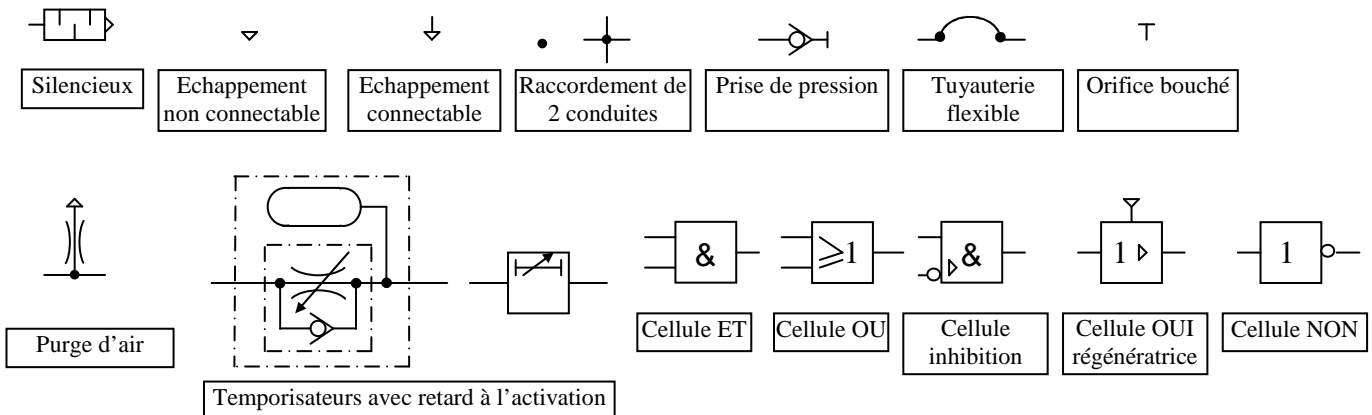 Silencieux
Echappement
non connectable
Echappement
connectable
Raccordement de
2 conduites
Prise de pression
Tuyauterie
flexible
Orifice bouché
&
≥1
&
1
1
Purge d'air
Temporisateurs avec retard à l'activation
Cellule ET
Cellule OU
Cellule
inhibition
Cellule OUI
régénératrice
Cellule NON